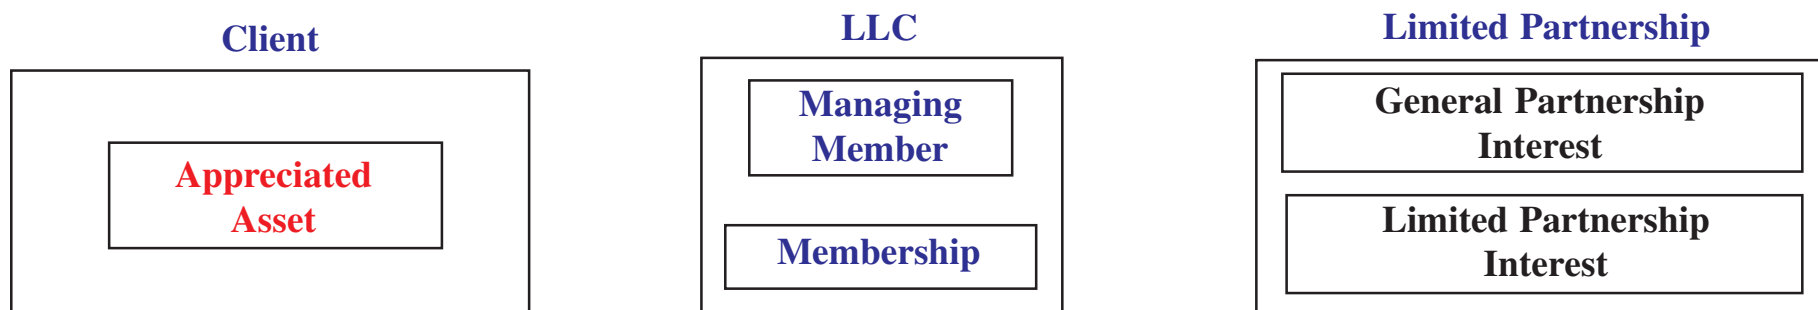 Client
Appreciated
Asset
LLC
Managing
Member
Membership
Limited Partnership
General Partnership
Interest
Limited Partnership
Interest